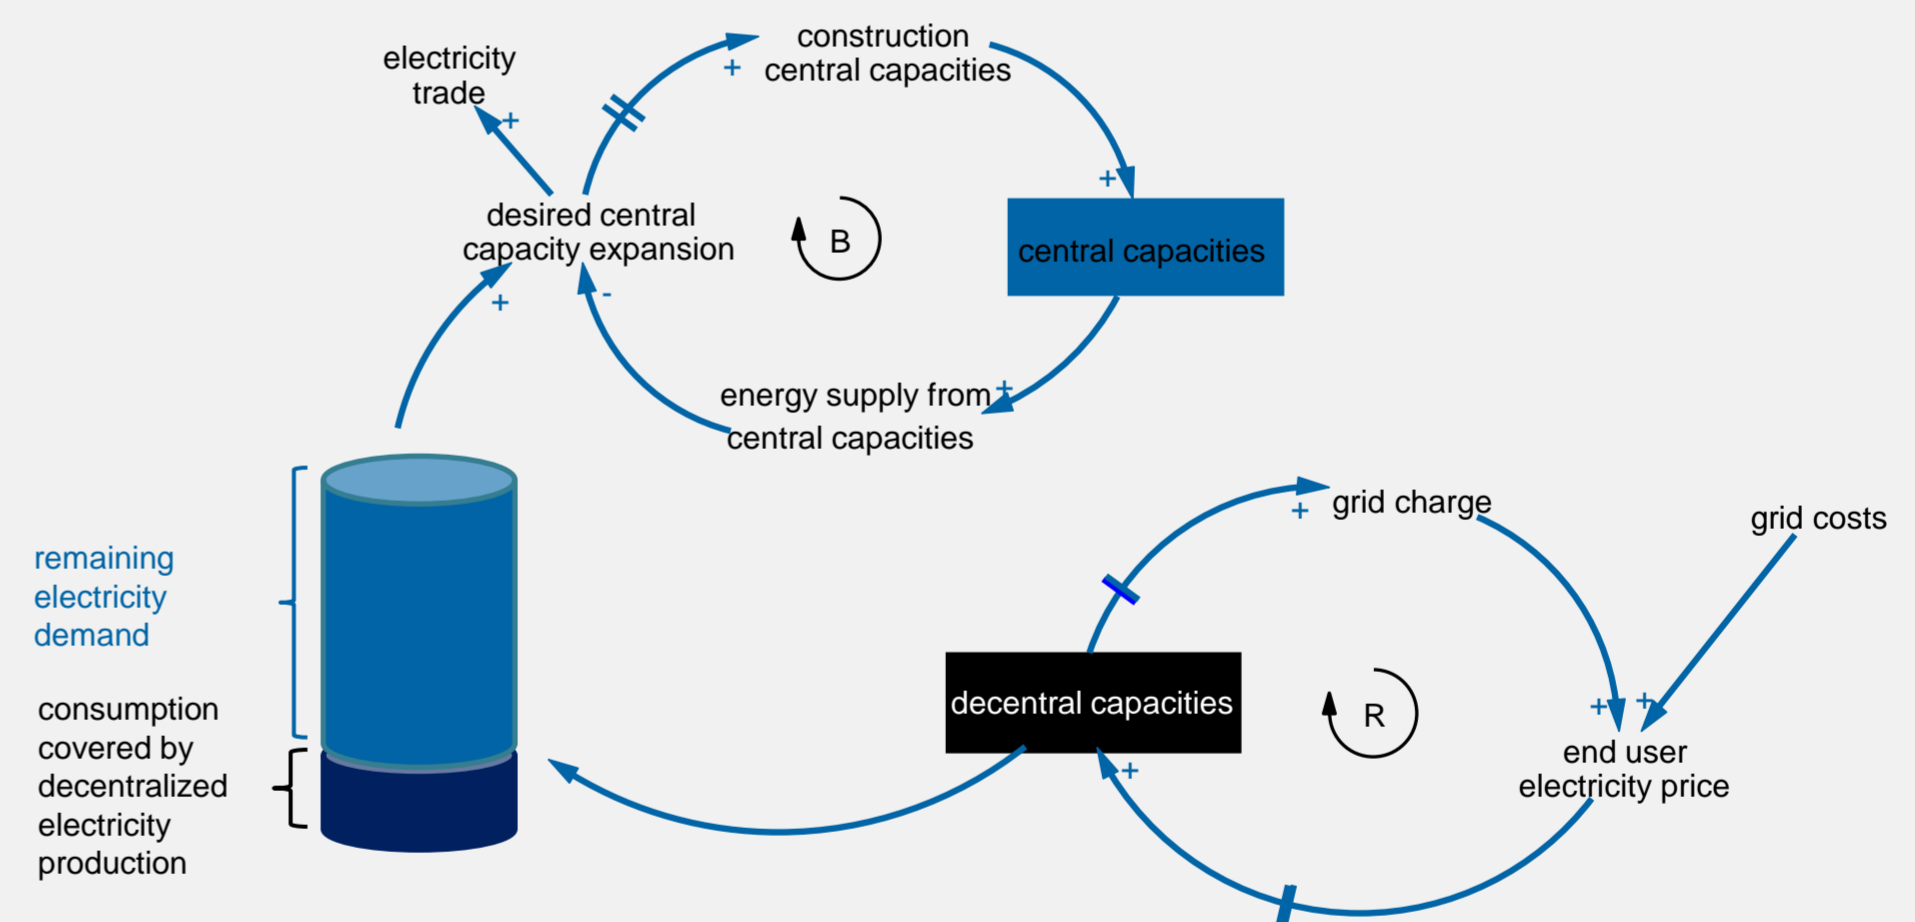 construction
central capacities
+
electricity
trade
+
+
desired central
capacity expansion
B
central capacities
+
-
energy supply from
+
central capacities
grid charge
+
grid costs
remaining
electricity
demand
decentral capacities
R
+
+
consumption
covered by
decentralized
electricity
production
end user
electricity price
+